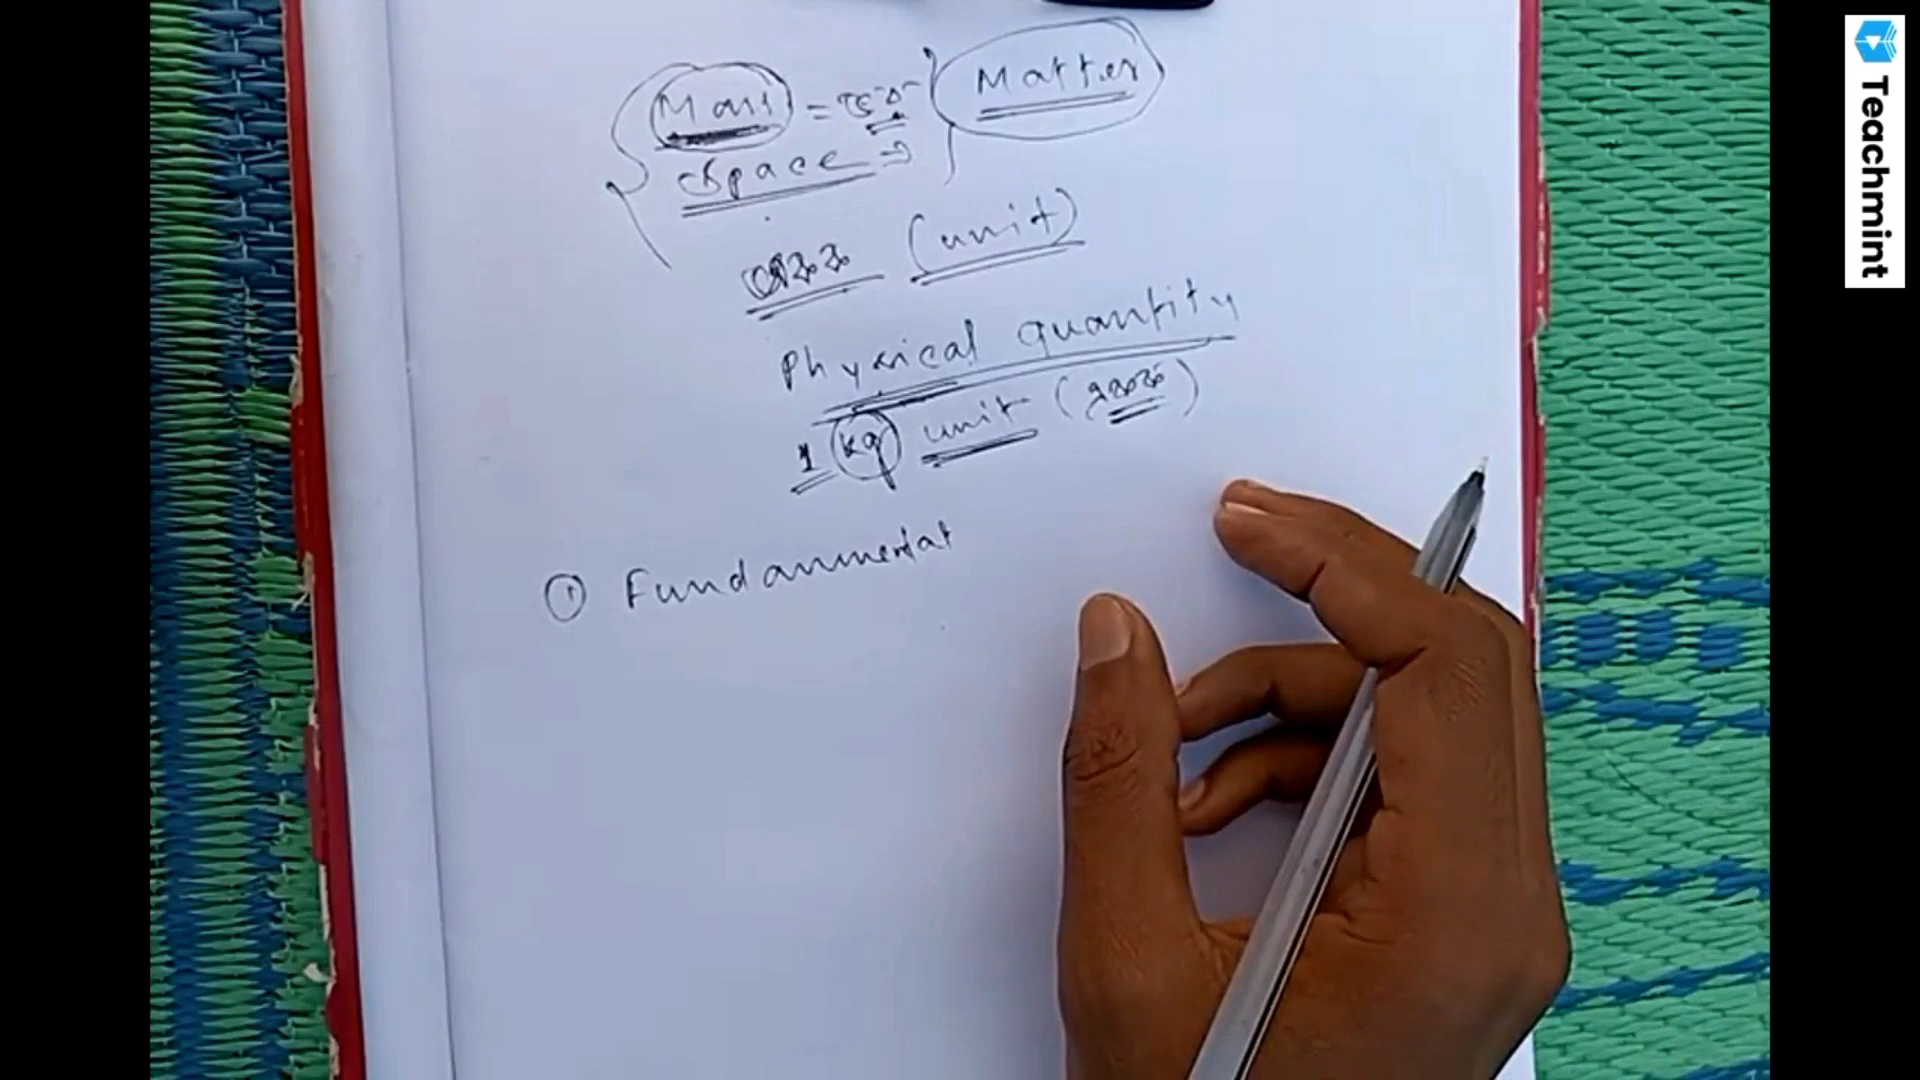 Mass = Matter
Space ⇒
(unit)
Physical quantity
1 kg unit
① Fundammental
Teachmint